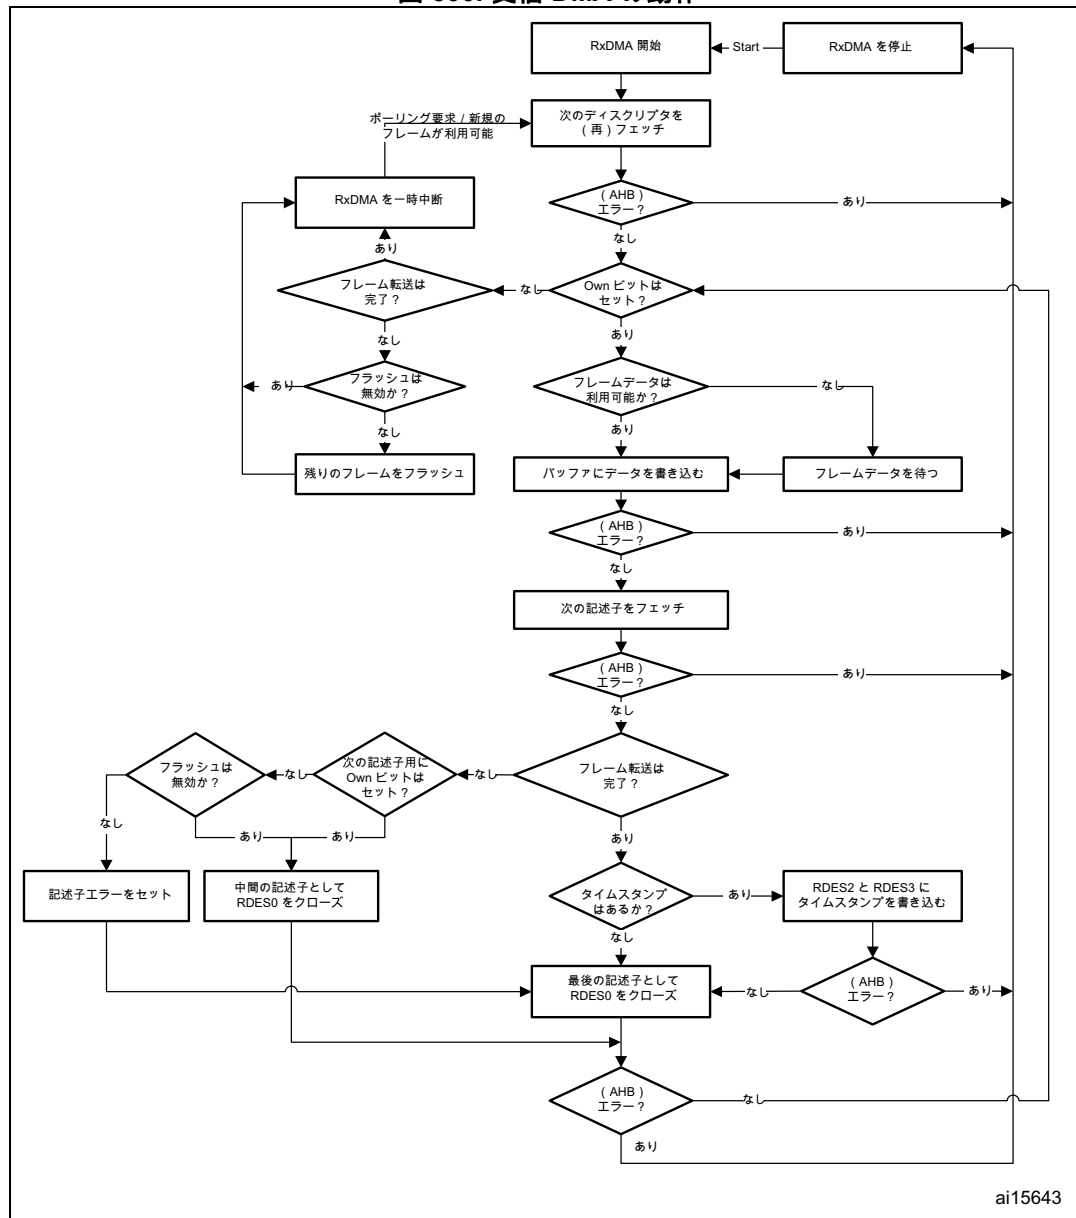 RxDMA 開始
Start
RxDMA を停止
ポーリング要求 / 新規の
フレームが利用可能
次のディスクリプタを
( 再 ) フェッチ
RxDMA を一時中断
( AHB )
エラー ?
あり
なし
あり
フレーム転送は
完了 ?
なし
Own ビットは
セット ?
なし
あり
あり
フラッシュは
無効か ?
フレームデータは
利用可能か ?
なし
なし
あり
残りのフレームをフラッシュ
バッファにデータを書き込む
フレームデータを待つ
( AHB )
エラー ?
あり
なし
次の記述子をフェッチ
( AHB )
エラー ?
あり
なし
フラッシュは
無効か ?
なし
次の記述子用に
Own ビットは
セット ?
なし
フレーム転送は
完了 ?
なし
あり
あり
あり
記述子エラーをセット
中間の記述子として
RDES0 をクローズ
タイムスタンプ
はあるか ?
あり
RDES2 と RDES3 に
タイムスタンプを書き込む
なし
最後の記述子として
RDES0 をクローズ
なし
( AHB )
エラー ?
あり
( AHB )
エラー ?
なし
あり
ai15643